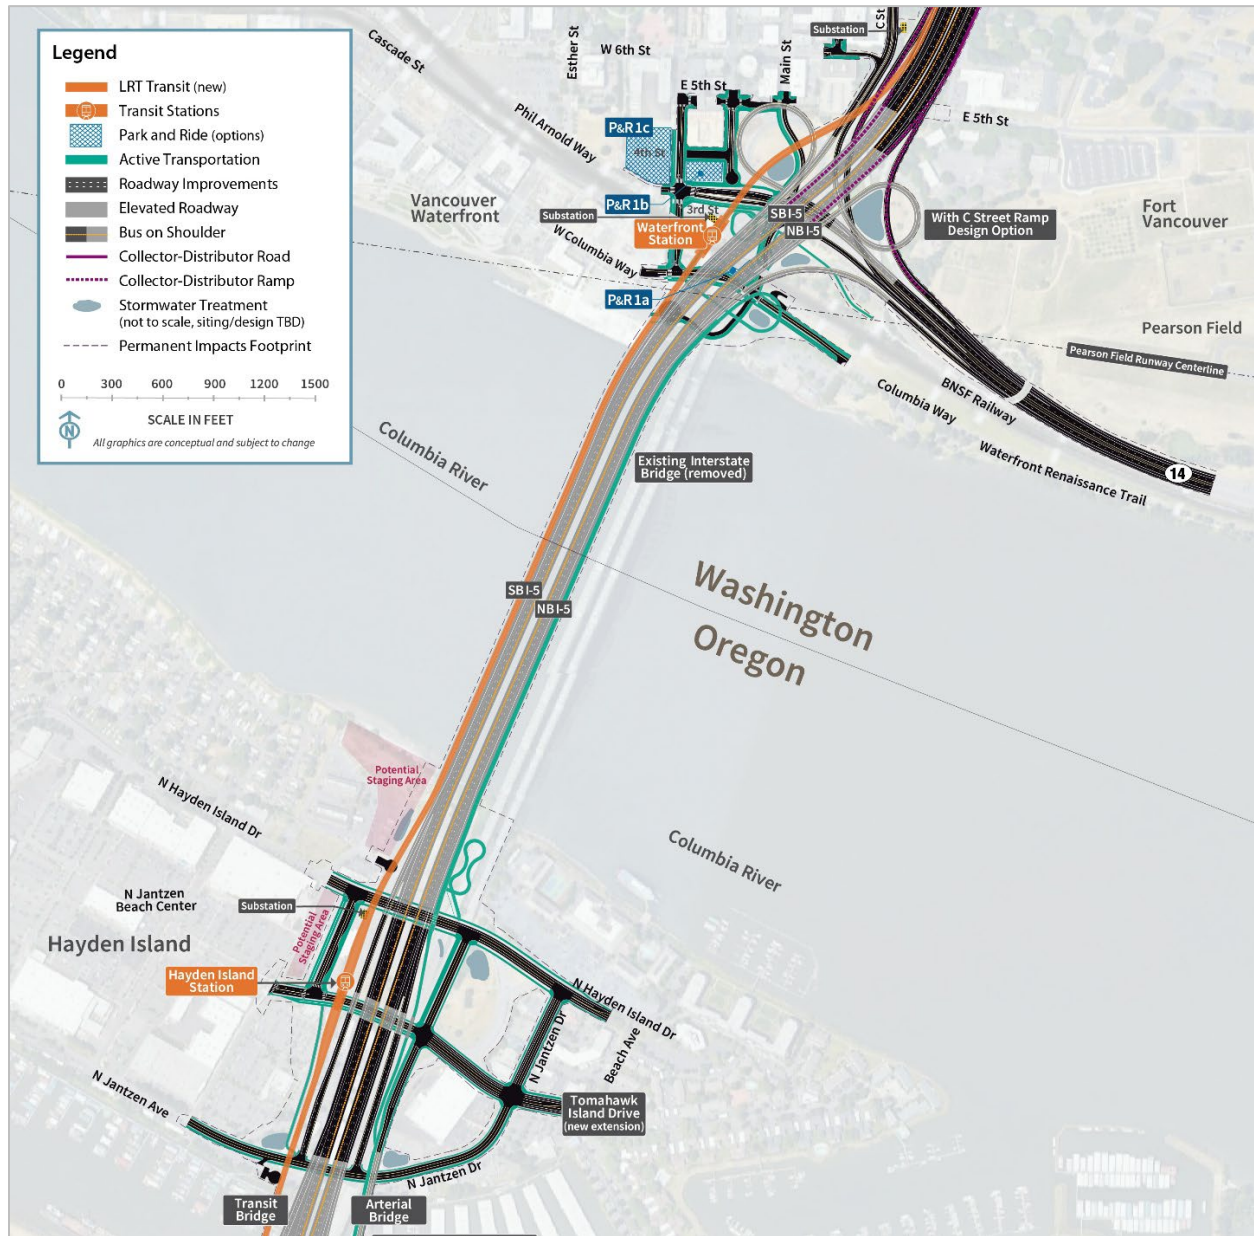 Legend
LRT Transit (new)
Transit Stations
Park and Ride (options)
Active Transportation
Roadway Improvements
Elevated Roadway
Bus on Shoulder
Collector-Distributor Road
Collector-Distributor Ramp
Stormwater Treatment
(not to scale, siting/design TBD)
Permanent Impacts Footprint
0 300 600 900 1200 1500
SCALE IN FEET
N
All graphics are conceptual and subject to change
Cascade St
Esther St
W 6th St
Main St
Substation
C St
E 5th St
E 5th St
Phil Arnold Way
P&R1c
4th St
P&R1b
3rd St
Vancouver
Waterfront
Substation
Waterfront
Station
W Columbia Way
P&R1a
SB I-5
NB I-5
With C Street Ramp
Design Option
Fort
Vancouver
Pearson Field
Pearson Field Runway Centerline
BNSF Railway
Columbia Way
Waterfront Renaissance Trail
14
Columbia River
Existing Interstate
Bridge (removed)
SB I-5
NB I-5
Washington
Oregon
Potential
Staging Area
N Hayden Island Dr
Columbia River
N Jantzen
Beach Center
Substation
Potential
Staging Area
Hayden Island
Hayden Island
Station
N Hayden Island Dr
N Jantzen Dr
Beach Ave
N Jantzen Ave
Tomahawk
Island Drive
(new extension)
N Jantzen Dr
Transit
Bridge
Arterial
Bridge